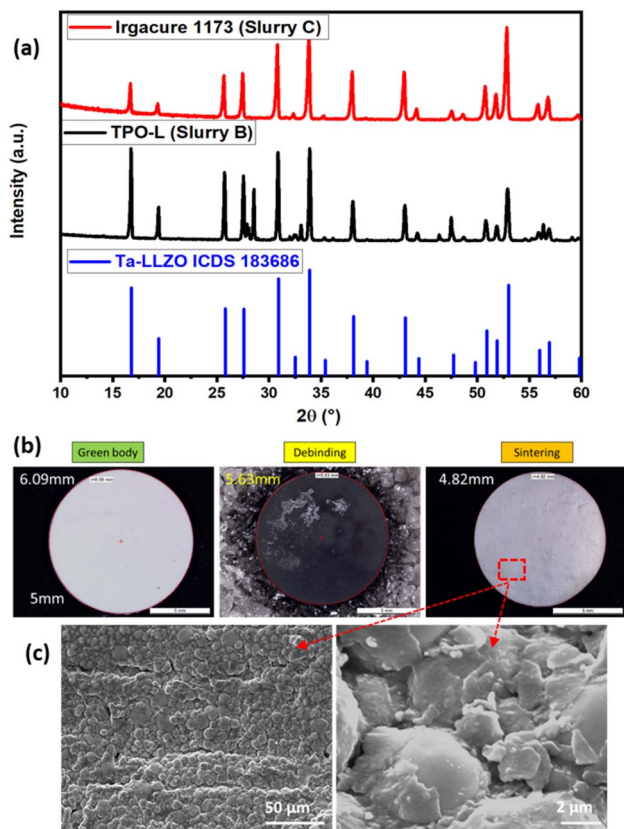 (a)
Irgacure 1173 (Slurry C)
TPO-L (Slurry B)
Ta-LLZO ICDS 183686
Intensity (a.u.)
10 15 20 25 30 35 40 45 50 55 60
2θ (°)
(b)
Green body
Debinding
Sintering
6.09mm
5.63mm
4.82mm
5mm
5 mm
5 mm
5 mm
(c)
50 µm
2 µm